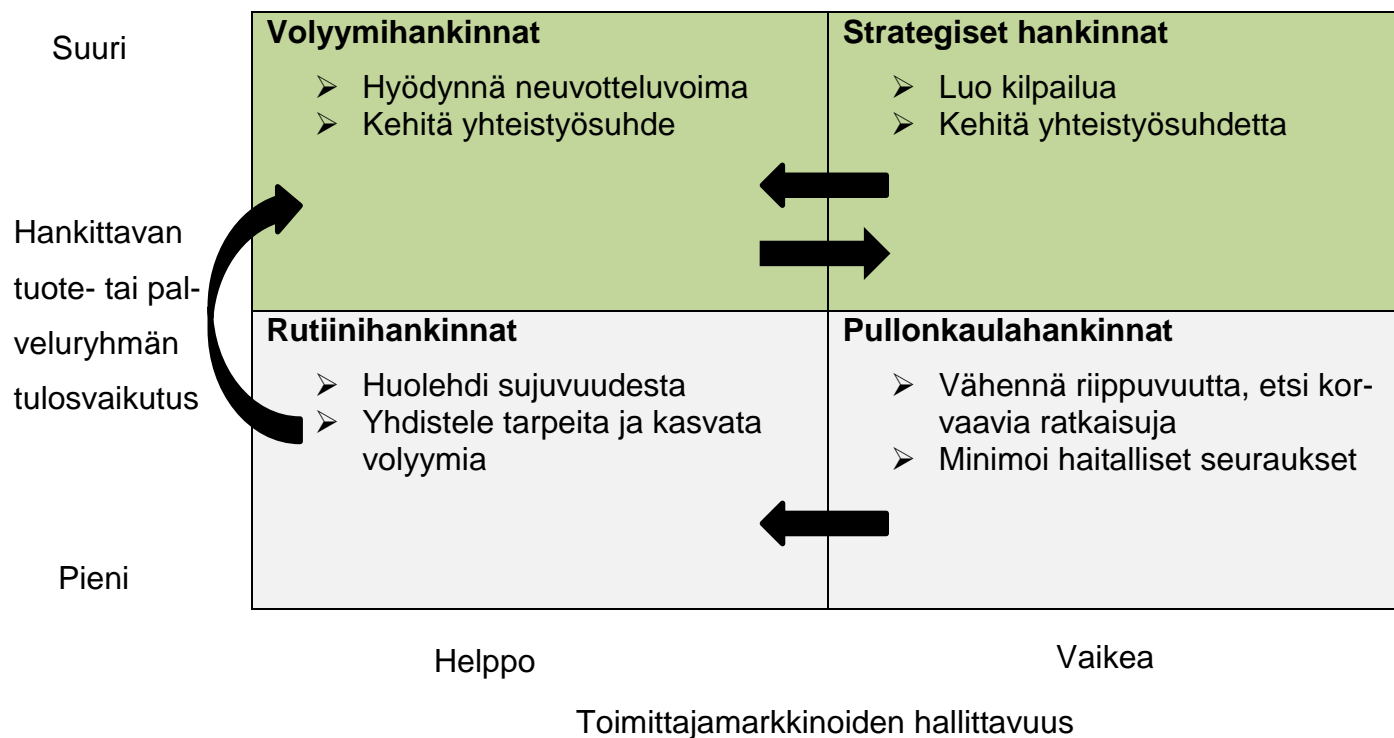 Suuri
Volyymihankinnat
➢ Hyödynnä neuvotteluvoima
➢ Kehitä yhteistyösuhde
Strategiset hankinnat
➢ Luo kilpailua
➢ Kehitä yhteistyösuhdetta
Hankittavan
tuote- tai pal-
veluryhmän
tulosvaikutus
Rutiinihankinnat
➢ Huolehdi sujuvuudesta
➢ Yhdistele tarpeita ja kasvata
volyymia
Pullonkaulahankinnat
➢ Vähennä riippuvuutta, etsi kor-
vaavia ratkaisuja
➢ Minimoi haitalliset seuraukset
Pieni
Helppo
Vaikea
Toimittajamarkkinoiden hallittavuus